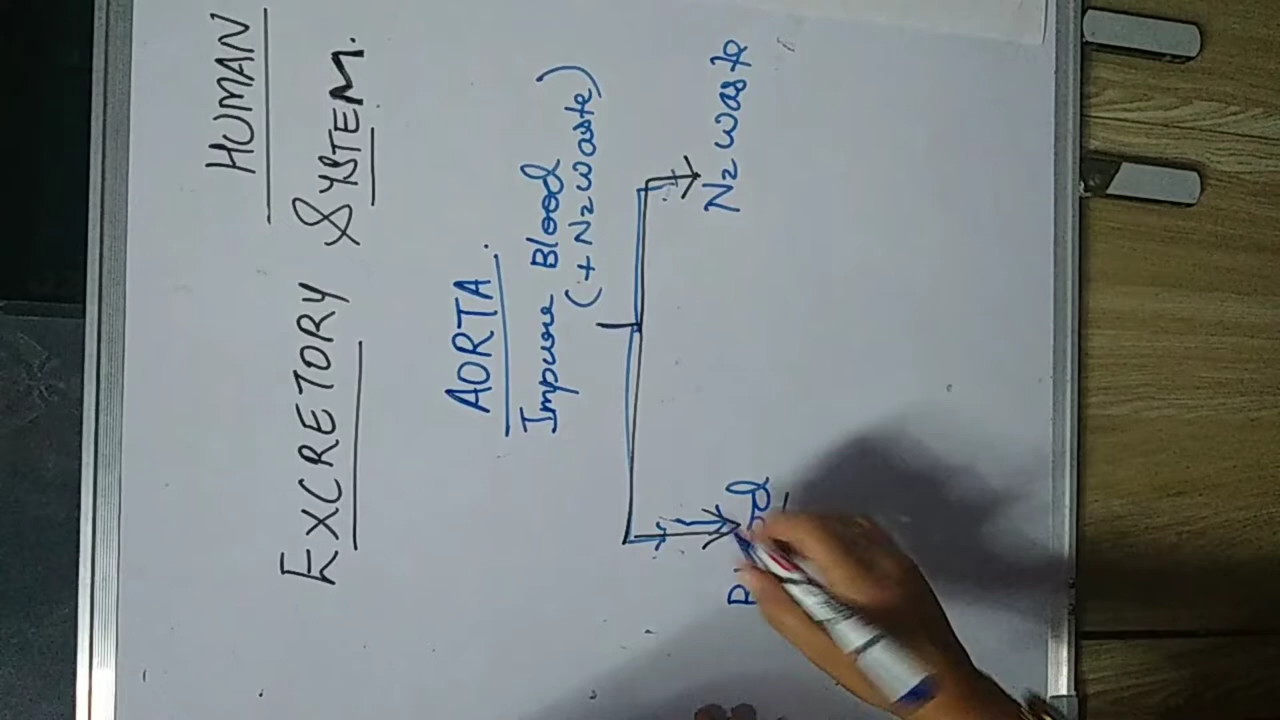 HUMAN
EXCRETORY SYSTEM.
AORTA.
Impure Blood
(+ N2 waste)
N2 waste